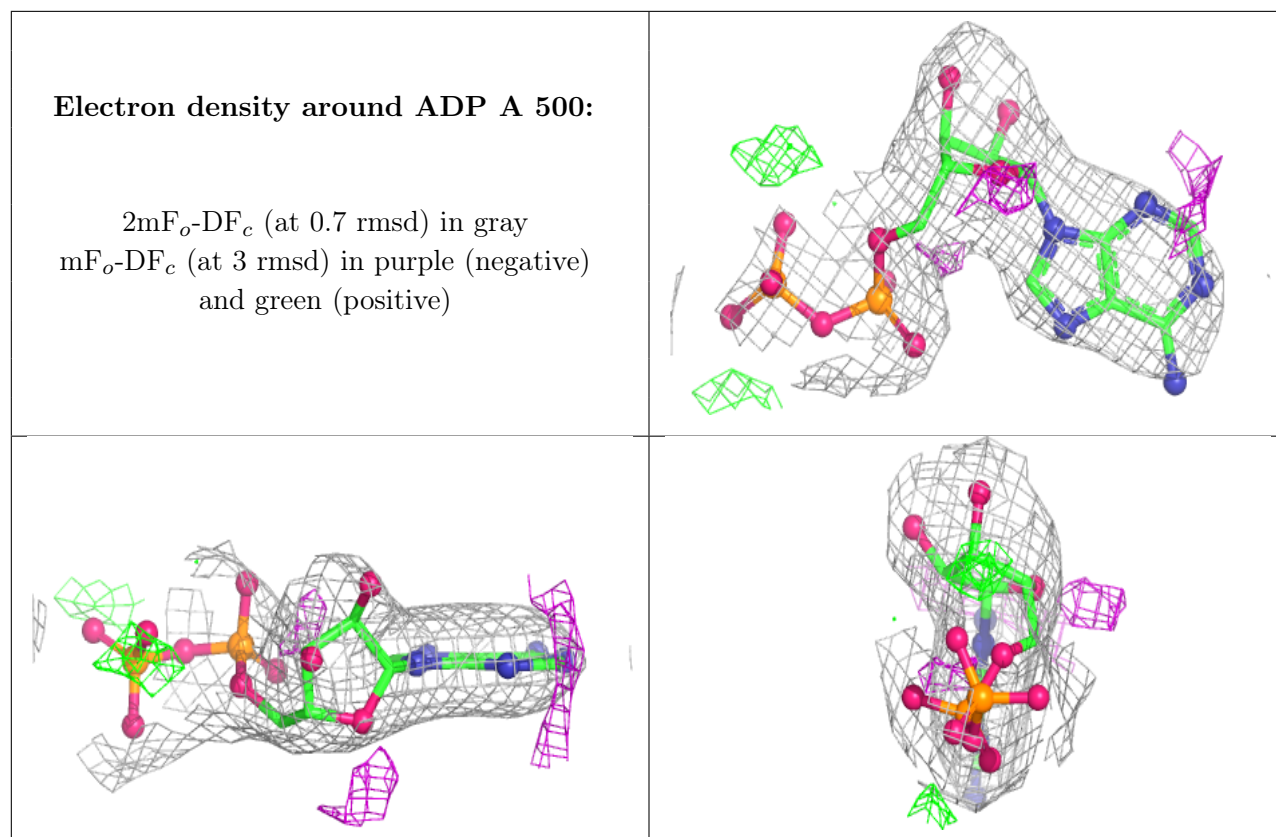 Electron density around ADP A 500:
2mFo-DFc (at 0.7 rmsd) in gray
mFo-DFc (at 3 rmsd) in purple (negative)
and green (positive)